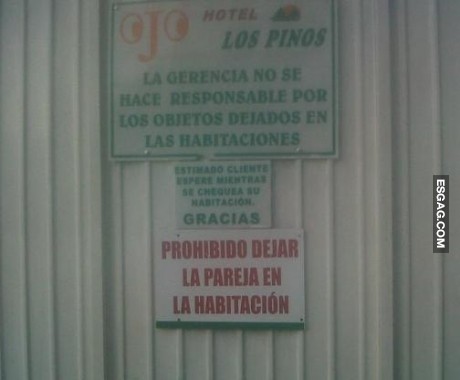 OJO
HOTEL
LOS PINOS
LA GERENCIA NO SE
HACE RESPONSABLE POR
LOS OBJETOS DEJADOS EN
LAS HABITACIONES
ESTIMADO CLIENTE
ESPERE MIENTRAS
SE CHEQUEA SU
HABITACIÓN.
GRACIAS
PROHIBIDO DEJAR
LA PAREJA EN
LA HABITACIÓN
ESGAG.COM